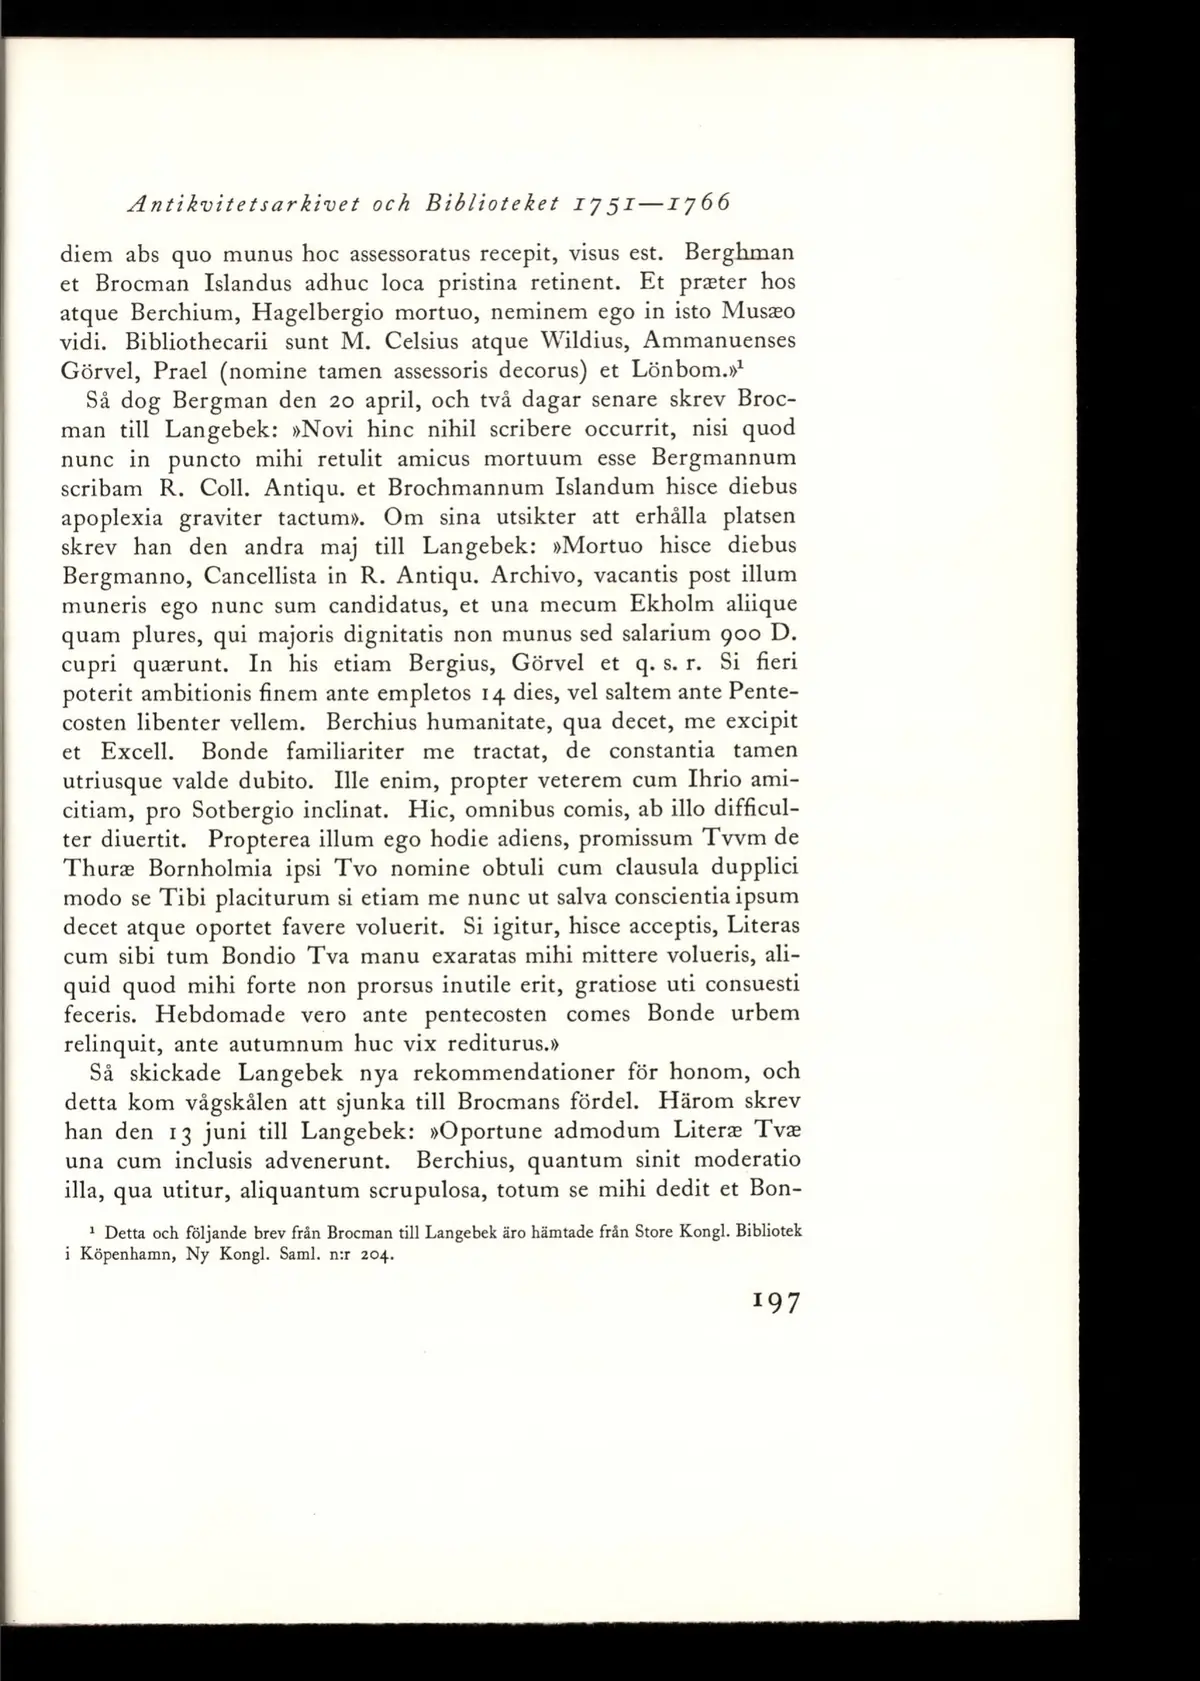 Antikvitetsarkivet och Biblioteket 1751—1766
diem abs quo munus hoc assessoratus recepit, visus est. Berghman
et Brocman Islandus adhuc loca pristina retinent. Et præter hos
atque Berchium, Hagelbergio mortuo, neminem ego in isto Musæo
vidi. Bibliothecarii sunt M. Celsius atque Wildius, Ammanuenses
Görvel, Prael (nomine tamen assessoris decorus) et Lönbom.»¹
Så dog Bergman den 20 april, och två dagar senare skrev Broc-
man till Langebek: »Novi hinc nihil scribere occurrit, nisi quod
nunc in puncto mihi retulit amicus mortuum esse Bergmannum
scribam R. Coll. Antiqu. et Brochmannum Islandum hisce diebus
apoplexia graviter tactum». Om sina utsikter att erhålla platsen
skrev han den andra maj till Langebek: »Mortuo hisce diebus
Bergmanno, Cancellista in R. Antiqu. Archivo, vacantis post illum
muneris ego nunc sum candidatus, et una mecum Ekholm aliique
quam plures, qui majoris dignitatis non munus sed salarium 900 D.
cupri quærunt. In his etiam Bergius, Görvel et q. s. r. Si fieri
poterit ambitionis finem ante empletos 14 dies, vel saltem ante Pente-
costen libenter vellem. Berchius humanitate, qua decet, me excipit
et Excell. Bonde familiariter me tractat, de constantia tamen
utriusque valde dubito. Ille enim, propter veterem cum Ihrio ami-
citiam, pro Sotbergio inclinat. Hic, omnibus comis, ab illo difficul-
ter diuertit. Propterea illum ego hodie adiens, promissum Tvvm de
Thuræ Bornholmia ipsi Tvo nomine obtuli cum clausula dupplici
modo se Tibi placiturum si etiam me nunc ut salva conscientia ipsum
decet atque oportet favere voluerit. Si igitur, hisce acceptis, Literas
cum sibi tum Bondio Tva manu exaratas mihi mittere volueris, ali-
quid quod mihi forte non prorsus inutile erit, gratiose uti consuesti
feceris. Hebdomade vero ante pentecosten comes Bonde urbem
relinquit, ante autumnum huc vix rediturus.»
Så skickade Langebek nya rekommendationer för honom, och
detta kom vågskålen att sjunka till Brocmans fördel. Härom skrev
han den 13 juni till Langebek: »Oportune admodum Literæ Tvæ
una cum inclusis advenerunt. Berchius, quantum sinit moderatio
illa, qua utitur, aliquantum scrupulosa, totum se mihi dedit et Bon-
¹ Detta och följande brev från Brocman till Langebek äro hämtade från Store Kongl. Bibliotek
i Köpenhamn, Ny Kongl. Saml. n:r 204.
197